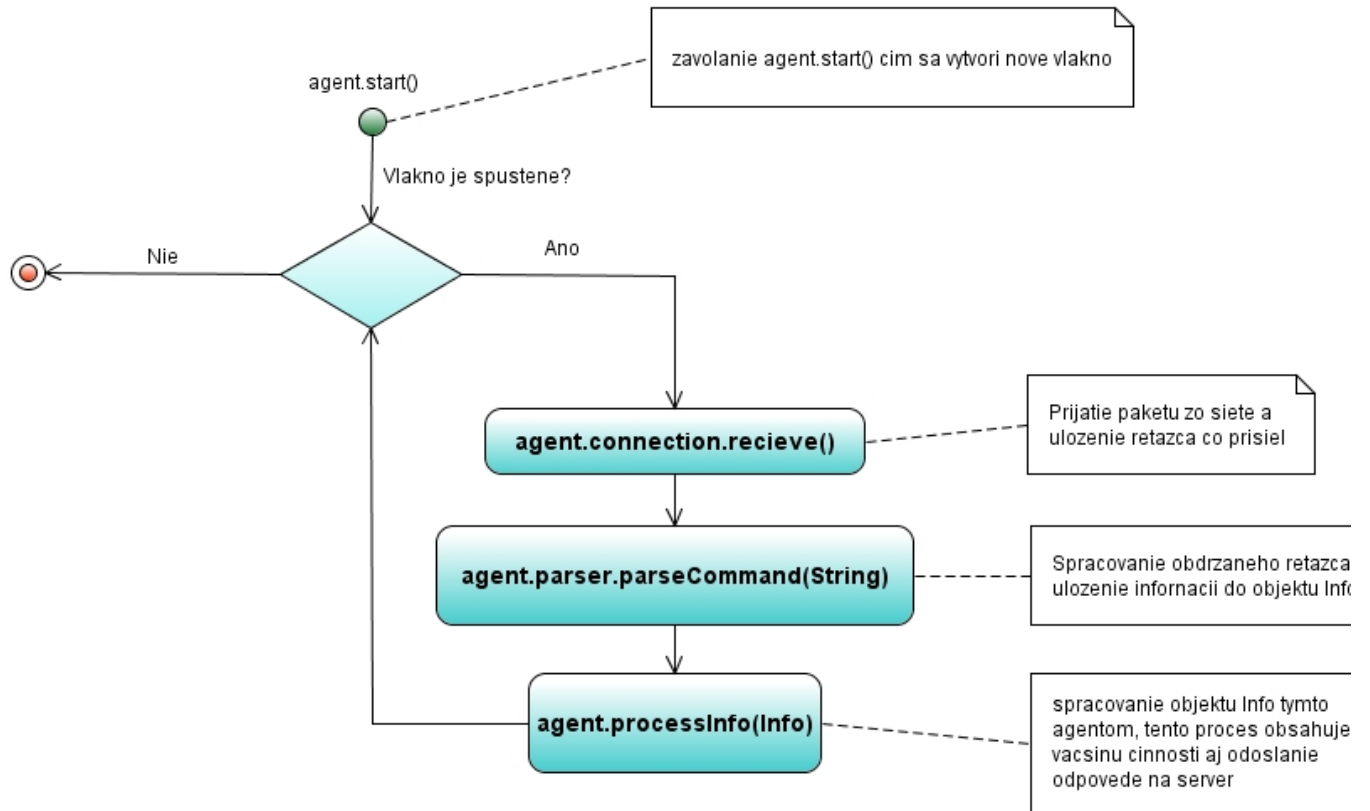 zavolanie agent.start() cim sa vytvori nove vlakno
agent.start()
Vlakno je spustene?
Nie
Ano
agent.connection.recieve()
Prijatie paketu zo siete a
ulozenie retazca co prisiel
agent.parser.parseCommand(String)
Spracovanie obdrzaneho retazca
ulozenie infornacii do objektu Info
agent.processInfo(Info)
spracovanie objektu Info tymto
agentom, tento proces obsahuje
vacsinu cinnosti aj odoslanie
odpovede na server